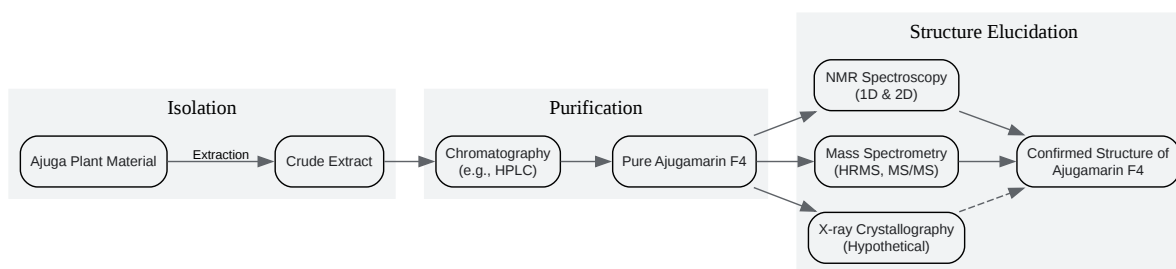 Isolation
Ajuga Plant Material
Extraction
Crude Extract
Purification
Chromatography
(e.g., HPLC)
Pure Ajugamarin F4
Structure Elucidation
NMR Spectroscopy
(1D & 2D)
Mass Spectrometry
(HRMS, MS/MS)
X-ray Crystallography
(Hypothetical)
Confirmed Structure of
Ajugamarin F4